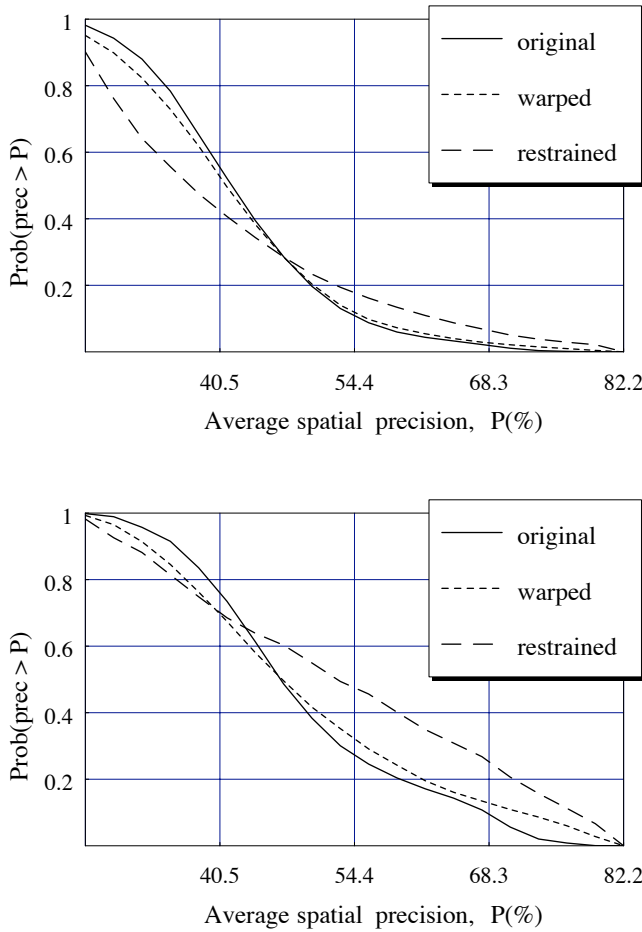 1
0.8
0.6
0.4
0.2
Prob(prec > P)
original
warped
restrained
40.5 54.4 68.3 82.2
Average spatial precision, P(%)
1
0.8
0.6
0.4
0.2
Prob(prec > P)
original
warped
restrained
40.5 54.4 68.3 82.2
Average spatial precision, P(%)